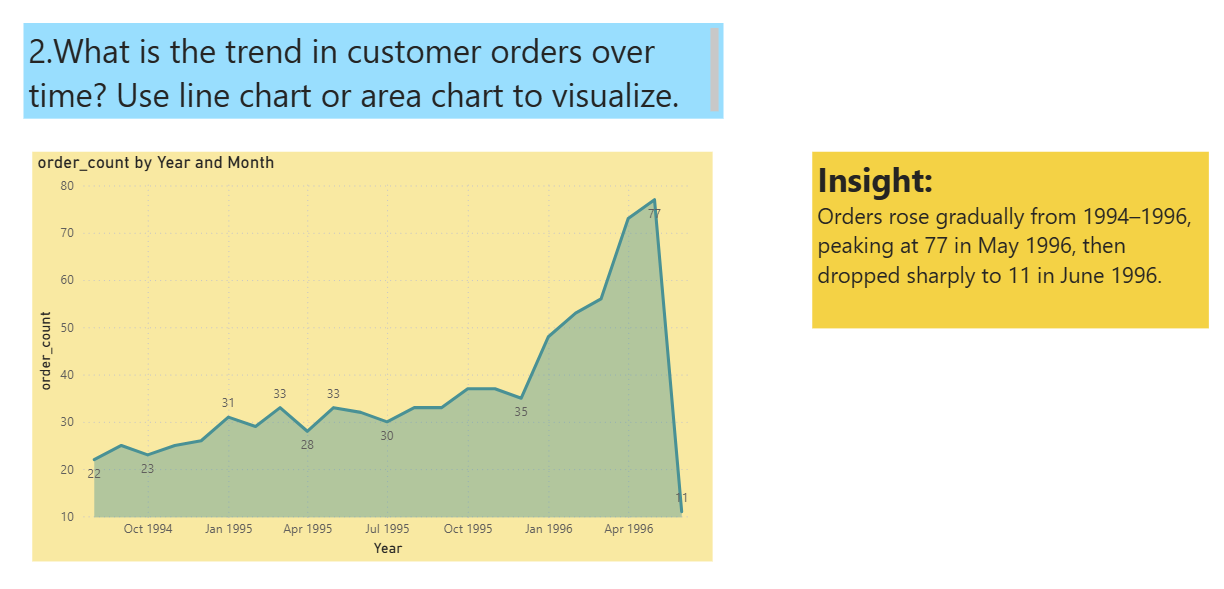 2.What is the trend in customer orders over
time? Use line chart or area chart to visualize.
order_count by Year and Month
80
70
60
50
40
30
20
10
order_count
22
23
31
33
28
33
30
35
77
11
Oct 1994
Jan 1995
Apr 1995
Jul 1995
Oct 1995
Jan 1996
Apr 1996
Year
Insight:
Orders rose gradually from 1994–1996,
peaking at 77 in May 1996, then
dropped sharply to 11 in June 1996.